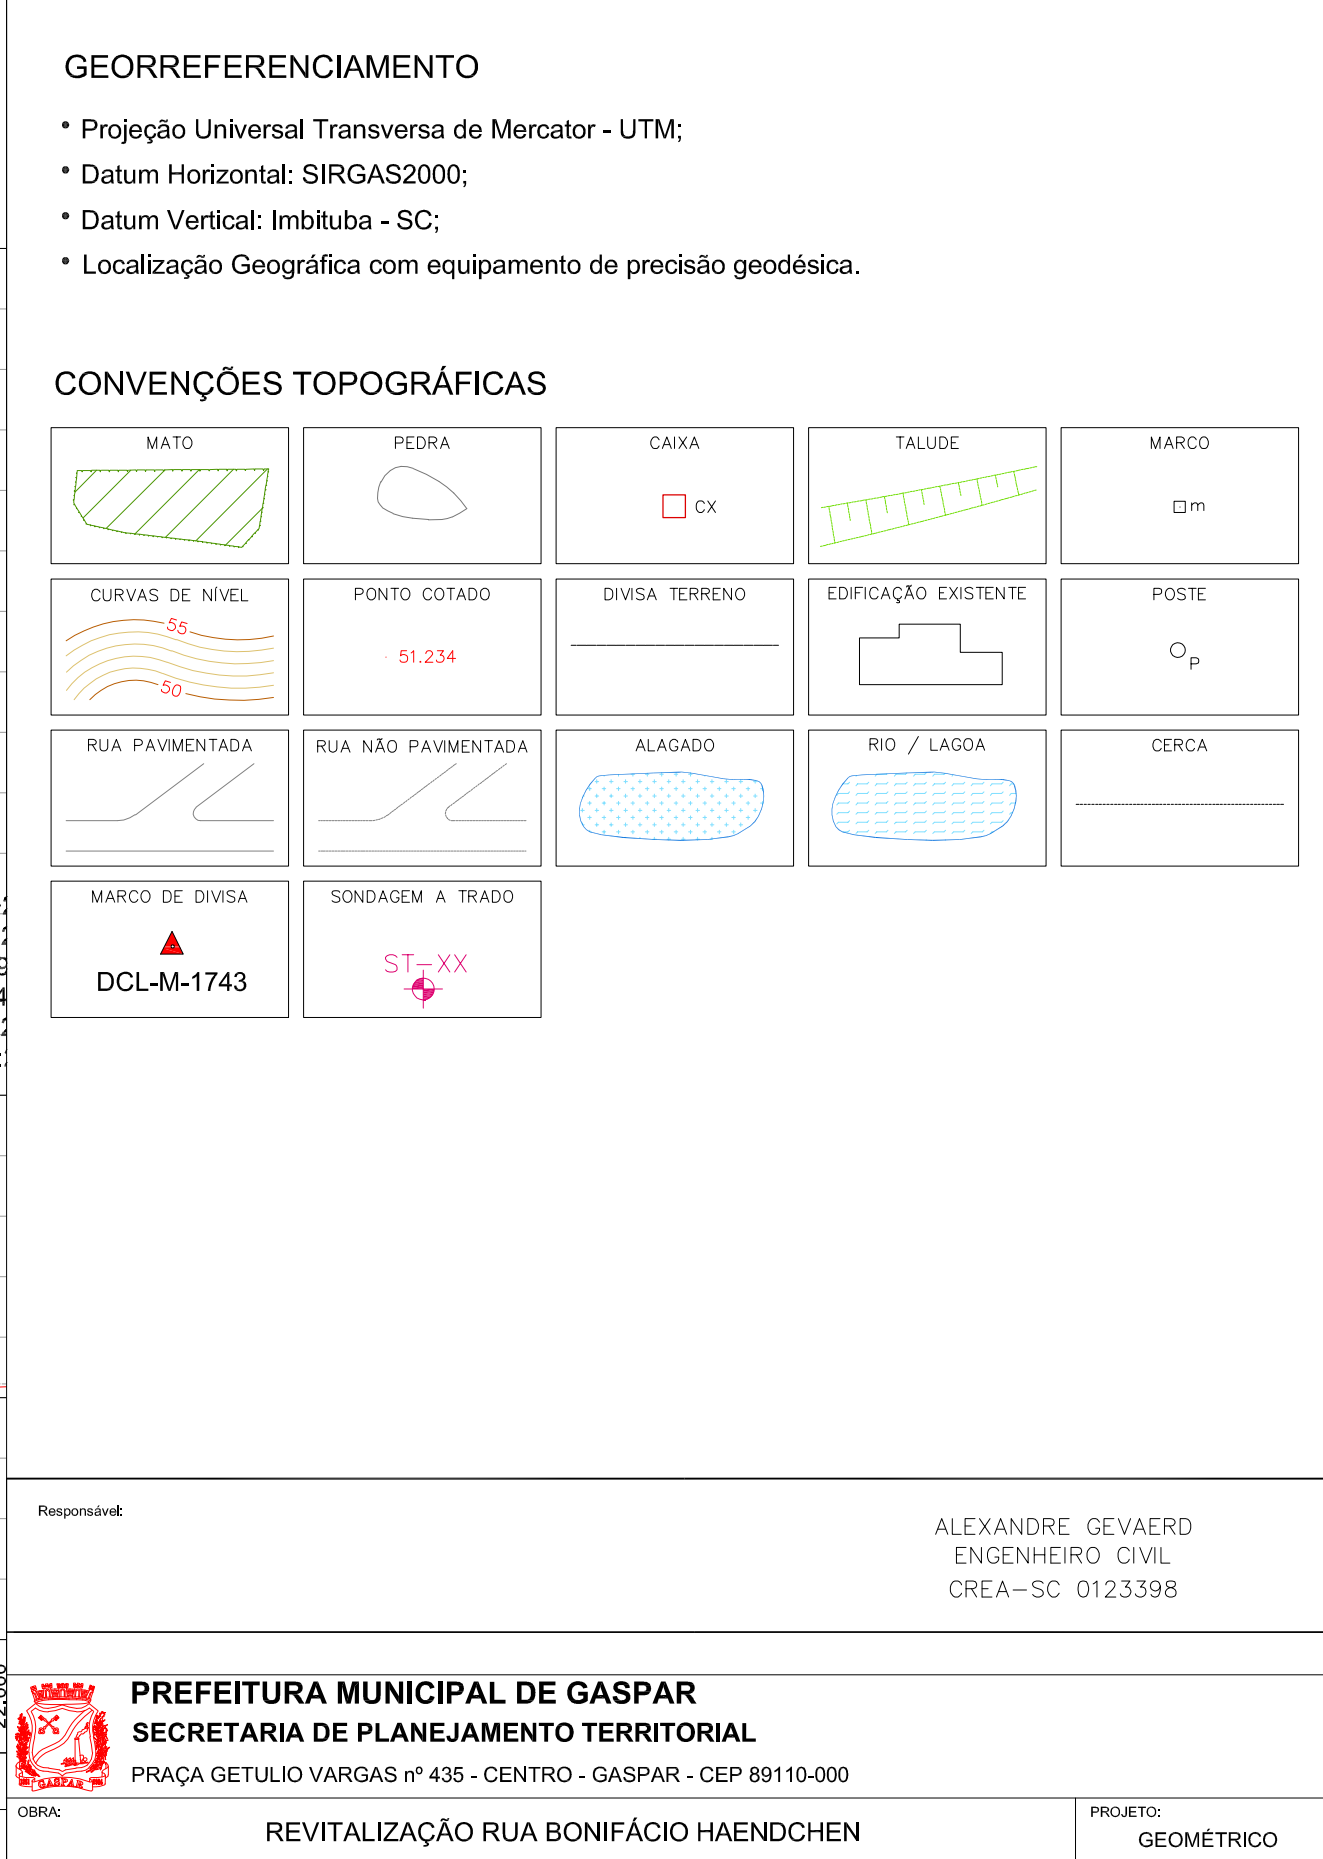 GEORREFERENCIAMENTO
• Projeção Universal Transversa de Mercator - UTM;
• Datum Horizontal: SIRGAS2000;
• Datum Vertical: Imbituba - SC;
• Localização Geográfica com equipamento de precisão geodésica.
CONVENÇÕES TOPOGRÁFICAS
MATO
PEDRA
CAIXA
CX
TALUDE
MARCO
m
CURVAS DE NÍVEL
55
50
PONTO COTADO
51.234
DIVISA TERRENO
EDIFICAÇÃO EXISTENTE
POSTE
P
RUA PAVIMENTADA
RUA NÃO PAVIMENTADA
ALAGADO
RIO / LAGOA
CERCA
MARCO DE DIVISA
DCL-M-1743
SONDAGEM A TRADO
ST-XX
Responsável:
ALEXANDRE GEVAERD
ENGENHEIRO CIVIL
CREA-SC 0123398
GASPAR
PREFEITURA MUNICIPAL DE GASPAR
SECRETARIA DE PLANEJAMENTO TERRITORIAL
PRAÇA GETULIO VARGAS nº 435 - CENTRO - GASPAR - CEP 89110-000
OBRA:
REVITALIZAÇÃO RUA BONIFÁCIO HAENDCHEN
PROJETO:
GEOMÉTRICO